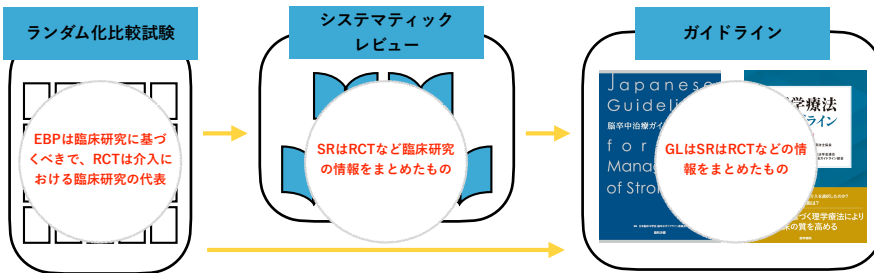 ランダム化比較試験
EBPは臨床研究に基づ
くべきで、RCTは介入に
おける臨床研究の代表
システマティック
レビュー
SRはRCTなど臨床研究
の情報をまとめたもの
ガイドライン
GLはSRはRCTなどの情
報をまとめたもの
Japanese
Guideli
脳卒中治療ガイ
for
Manag
of Stro
学療法
ライン
づく理学療法により
の質を高める